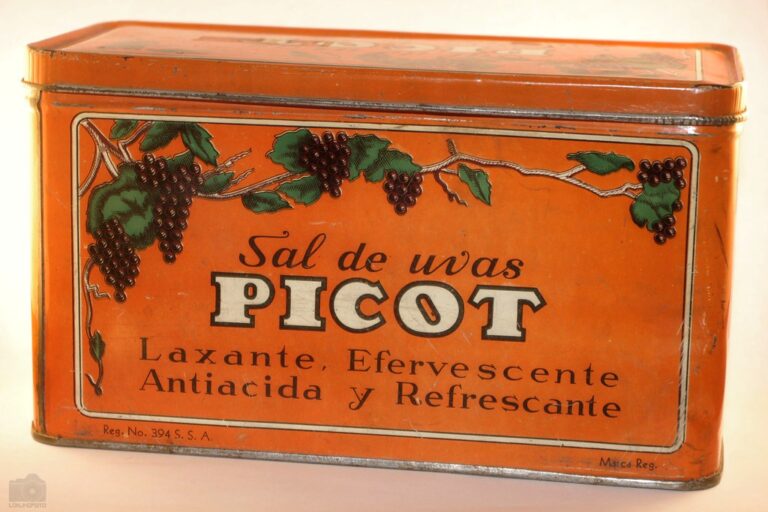 Sal de uvas
PICOT
Laxante, Efervescente
Antiacida y Refrescante
Reg. No. 394 S. S. A.
Marca Reg.